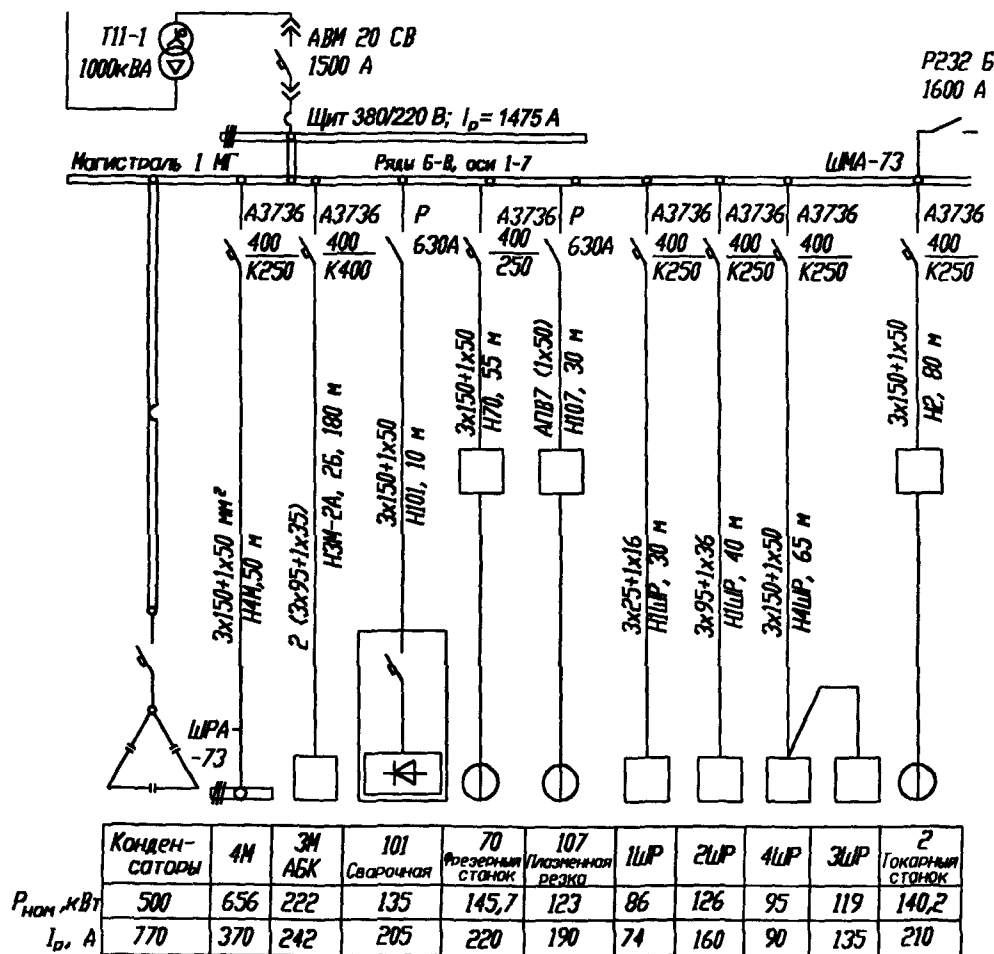 Т11-1
1000кВА
АВМ 20 СВ
1500 А
Р232 Б
1600 А
Щит 380/220 В; Iр= 1475 А
Магистраль 1 МГ
Ряды Б-В, оси 1-7
ШМА-73
А3736
400
К250
А3736
400
К400
Р
630А
А3736
400
250
Р
630А
А3736
400
К250
А3736
400
К250
А3736
400
К250
А3736
400
К250
3х150+1х50 мм²
Н4М,50 м
2 (3х95+1х35)
Н3М-2А, 2Б, 180 м
3х150+1х50
Н101, 10 м
3х150+1х50
Н70, 55 м
АПВ7 (1х50)
Н107, 30 м
3х25+1х16
Н1ШР, 30 м
3х95+1х36
Н1ШР, 40 м
3х150+1х50
Н4ШР, 65 м
3х150+1х50
Н2, 80 м
ШРА-
-73
Конден-
саторы
4М
3М
АБК
101
Сварочная
70
Фрезерный
станок
107
Плазменная
резка
1ШР
2ШР
4ШР
3ШР
2
Токарный
станок
Рном,кВт 500 656 222 135 145,7 123 86 126 95 119 140,2
Iр, А 770 370 242 205 220 190 74 160 90 135 210